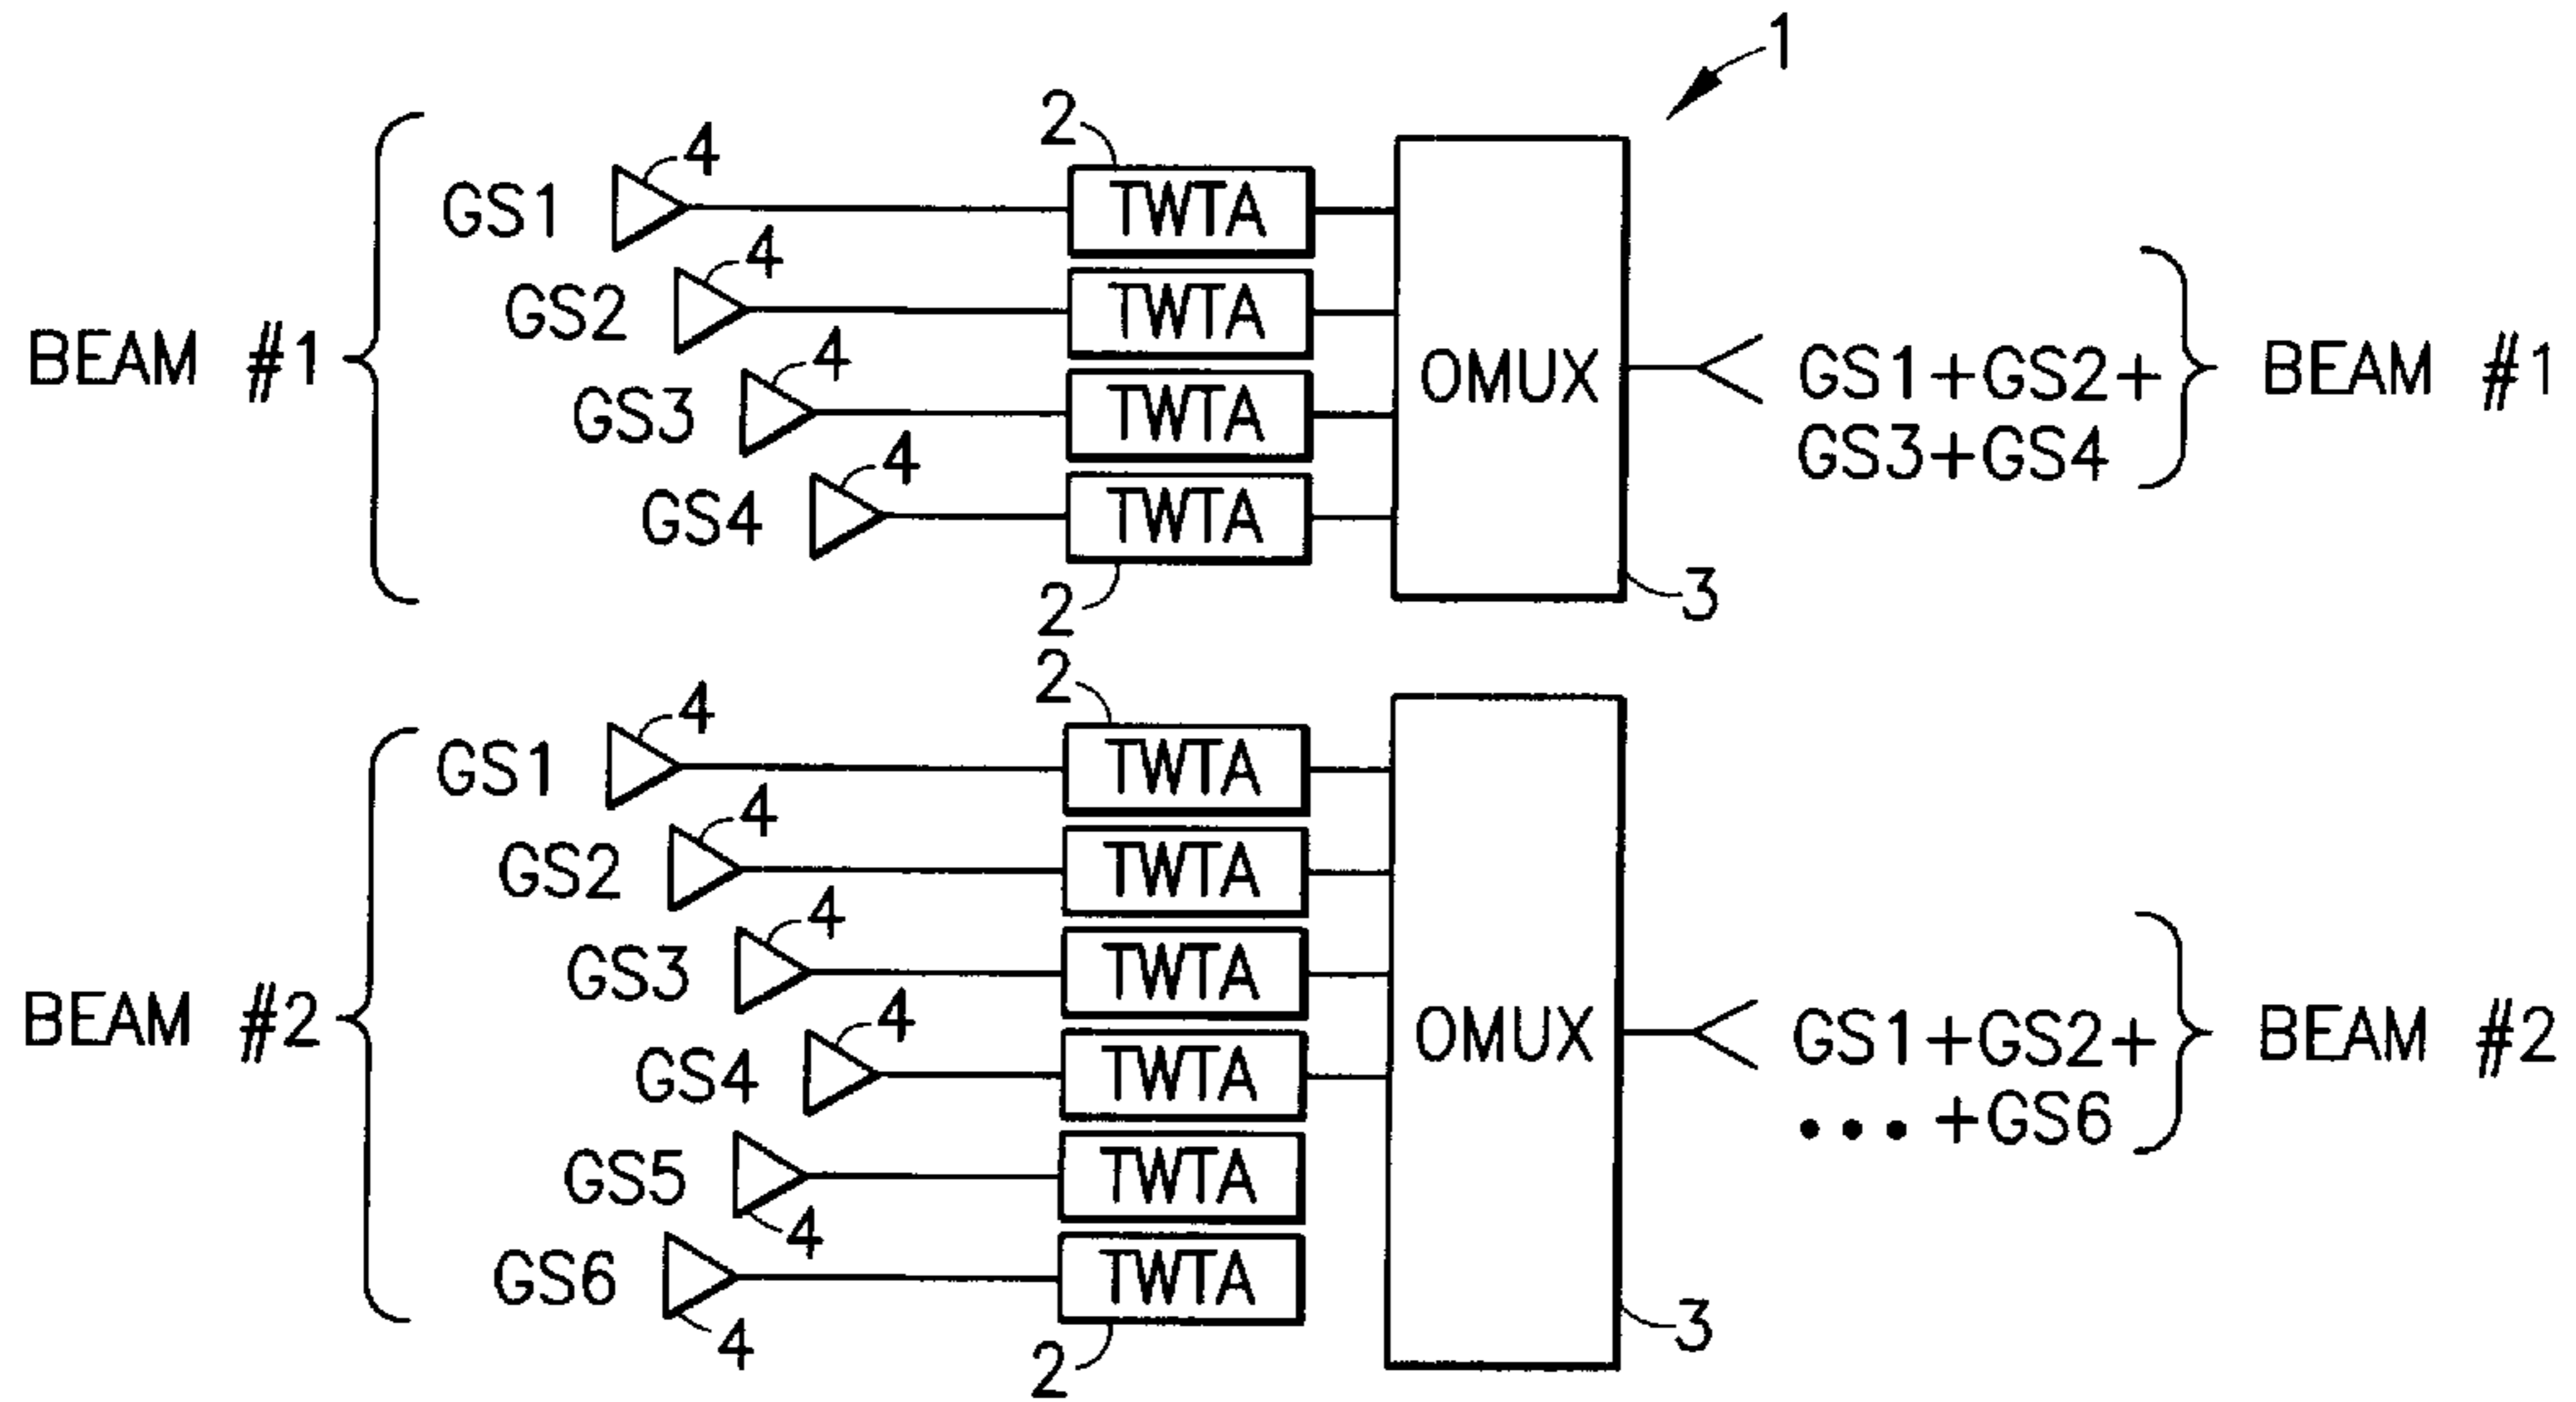 1
BEAM #1
GS1 4 2 TWTA
GS2 4 TWTA
GS3 4 TWTA
GS4 4 TWTA 2
OMUX 3
GS1+GS2+
GS3+GS4
BEAM #1
BEAM #2
GS1 4 2 TWTA
GS2 4 TWTA
GS3 4 TWTA
GS4 4 TWTA
GS5 4 TWTA
GS6 4 TWTA 2
OMUX 3
GS1+GS2+
••• +GS6
BEAM #2